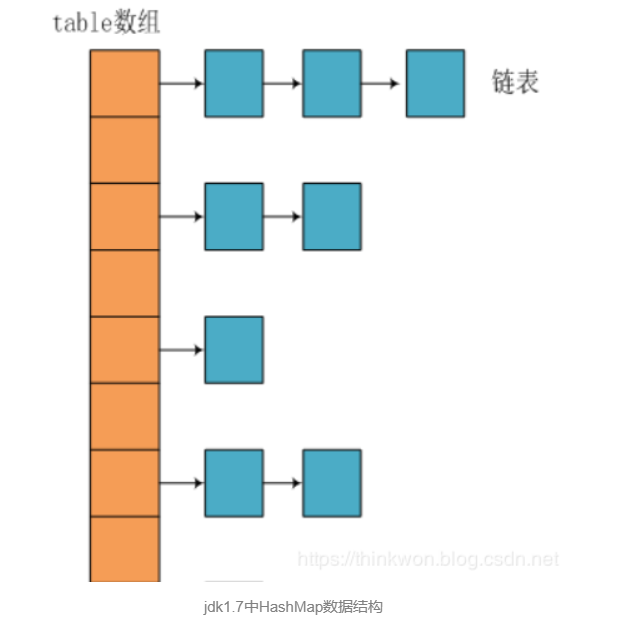 table数组
链表
https://thinkwon.blog.csdn.net
jdk1.7中HashMap数据结构